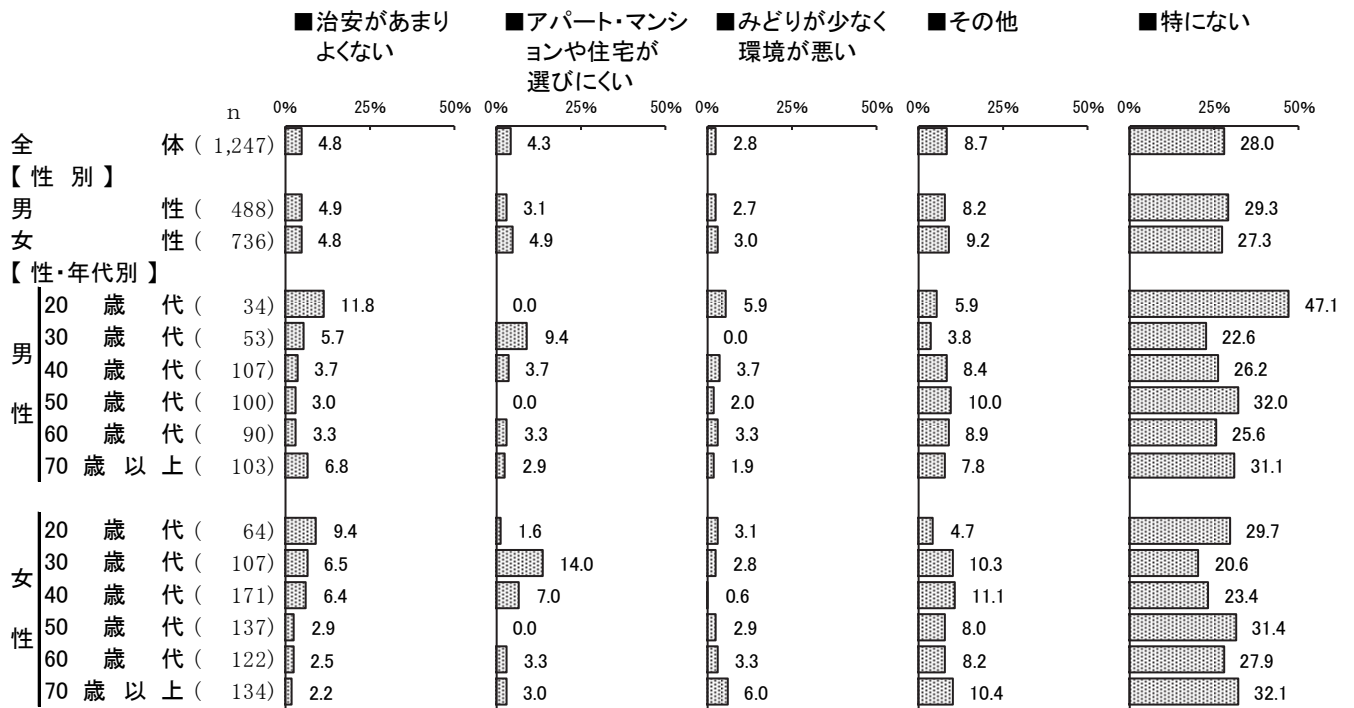 ■治安があまり ■アパート・マンシ ■みどりが少なく ■その他 ■特にない
よくない ョンや住宅が 環境が悪い
選びにくい
n 0% 25% 50% 0% 25% 50% 0% 25% 50% 0% 25% 50% 0% 25% 50%
全 体 ( 1,247) 4.8 4.3 2.8 8.7 28.0
【 性 別 】
男 性 ( 488) 4.9 3.1 2.7 8.2 29.3
女 性 ( 736) 4.8 4.9 3.0 9.2 27.3
【 性・年代別 】
男性
20 歳 代 ( 34) 11.8 0.0 5.9 5.9 47.1
30 歳 代 ( 53) 5.7 9.4 0.0 3.8 22.6
40 歳 代 ( 107) 3.7 3.7 3.7 8.4 26.2
50 歳 代 ( 100) 3.0 0.0 2.0 10.0 32.0
60 歳 代 ( 90) 3.3 3.3 3.3 8.9 25.6
70 歳 以 上 ( 103) 6.8 2.9 1.9 7.8 31.1
女性
20 歳 代 ( 64) 9.4 1.6 3.1 4.7 29.7
30 歳 代 ( 107) 6.5 14.0 2.8 10.3 20.6
40 歳 代 ( 171) 6.4 7.0 0.6 11.1 23.4
50 歳 代 ( 137) 2.9 0.0 2.9 8.0 31.4
60 歳 代 ( 122) 2.5 3.3 3.3 8.2 27.9
70 歳 以 上 ( 134) 2.2 3.0 6.0 10.4 32.1